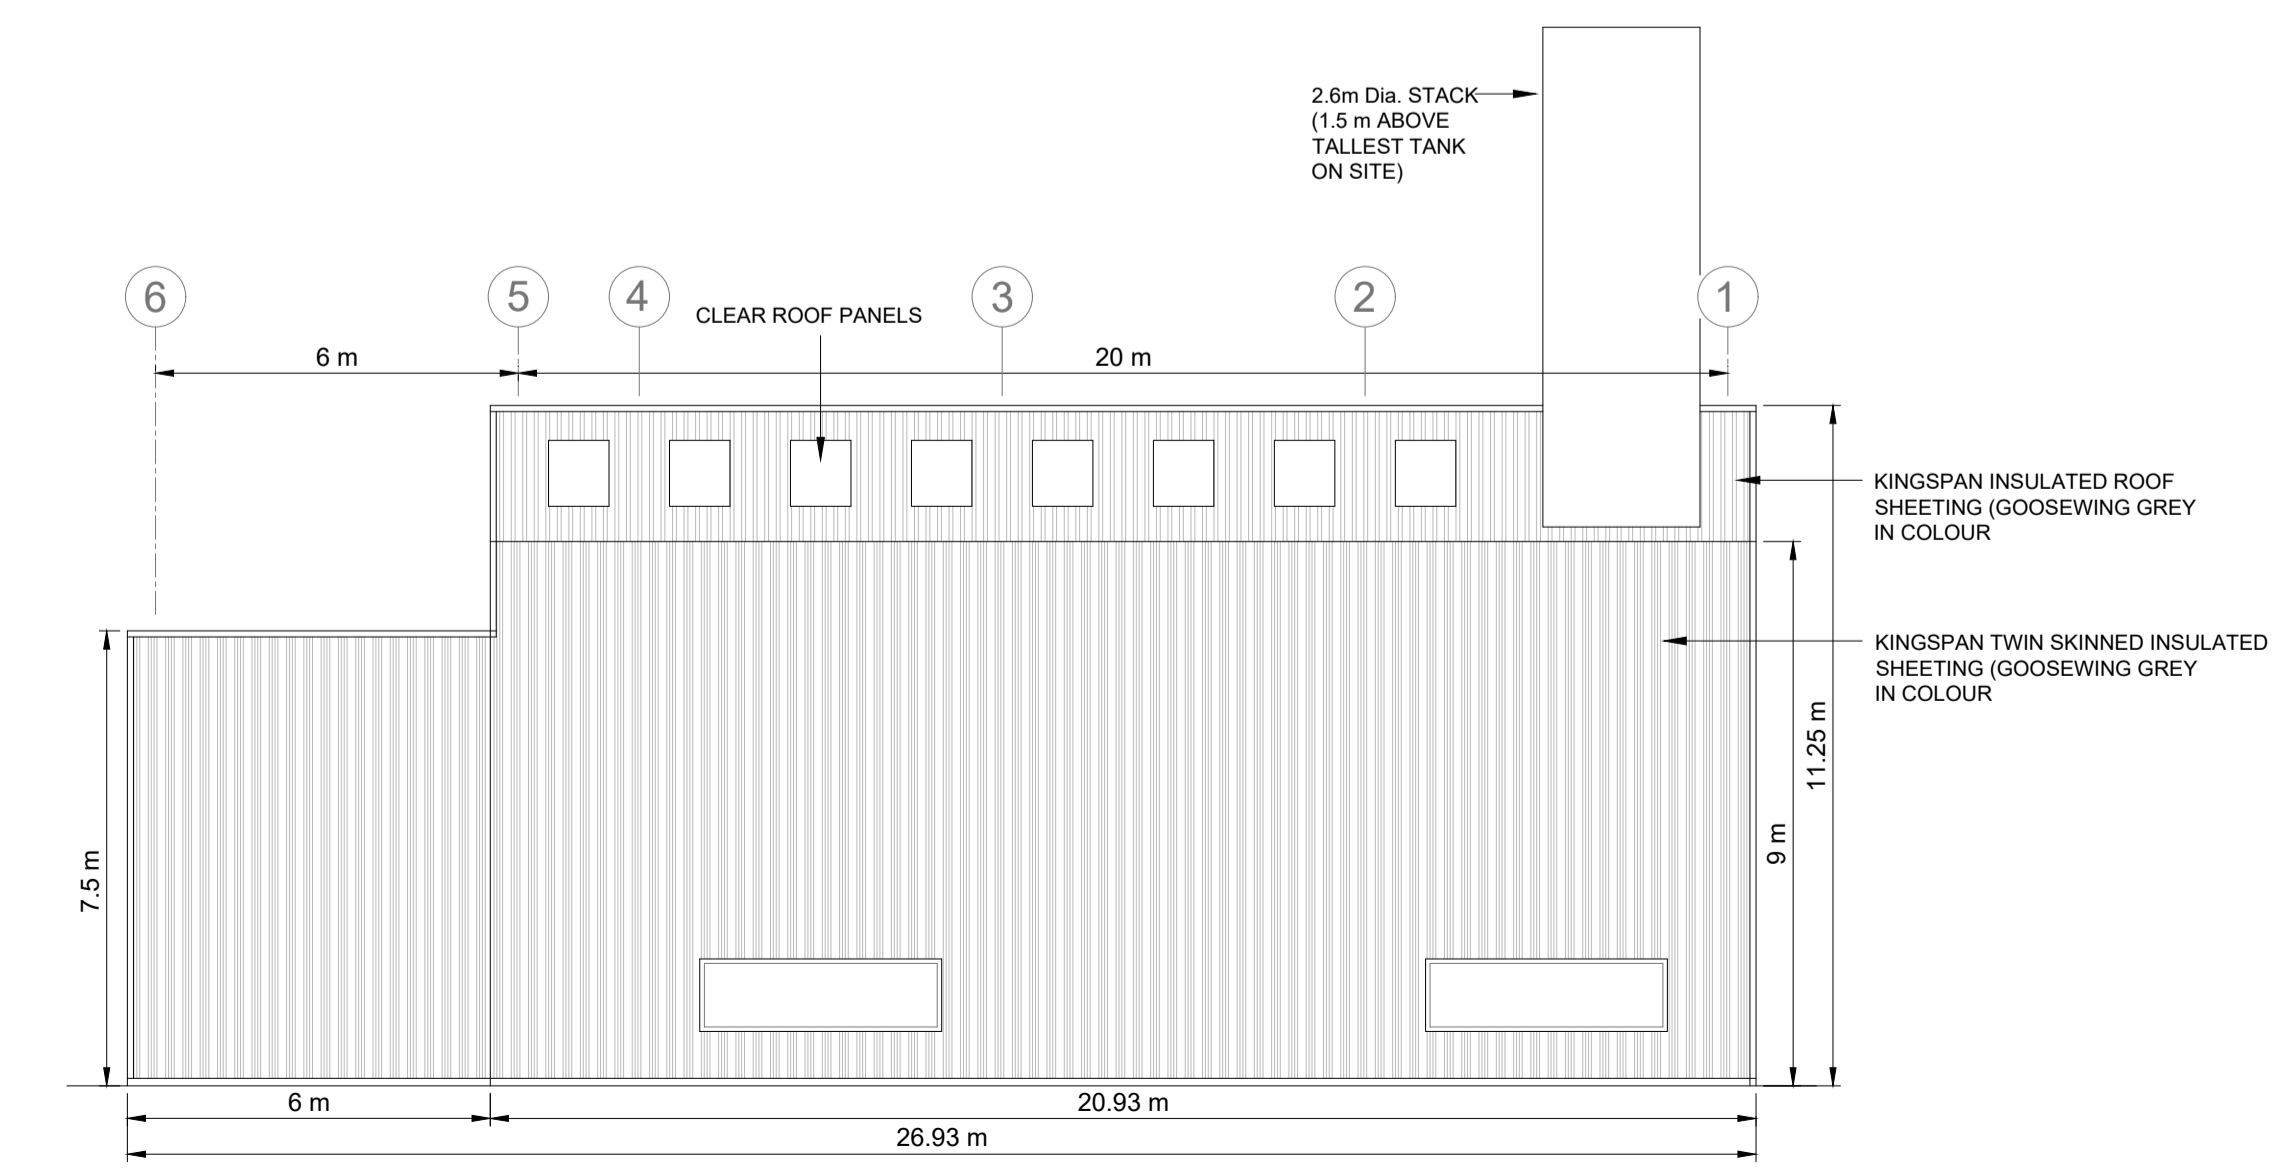 2.6m Dia. STACK
(1.5 m ABOVE
TALLEST TANK
ON SITE)
6
5
4
3
2
1
CLEAR ROOF PANELS
6 m
20 m
KINGSPAN INSULATED ROOF
SHEETING (GOOSEWING GREY
IN COLOUR
KINGSPAN TWIN SKINNED INSULATED
SHEETING (GOOSEWING GREY
IN COLOUR
11.25 m
9 m
7.5 m
6 m
20.93 m
26.93 m